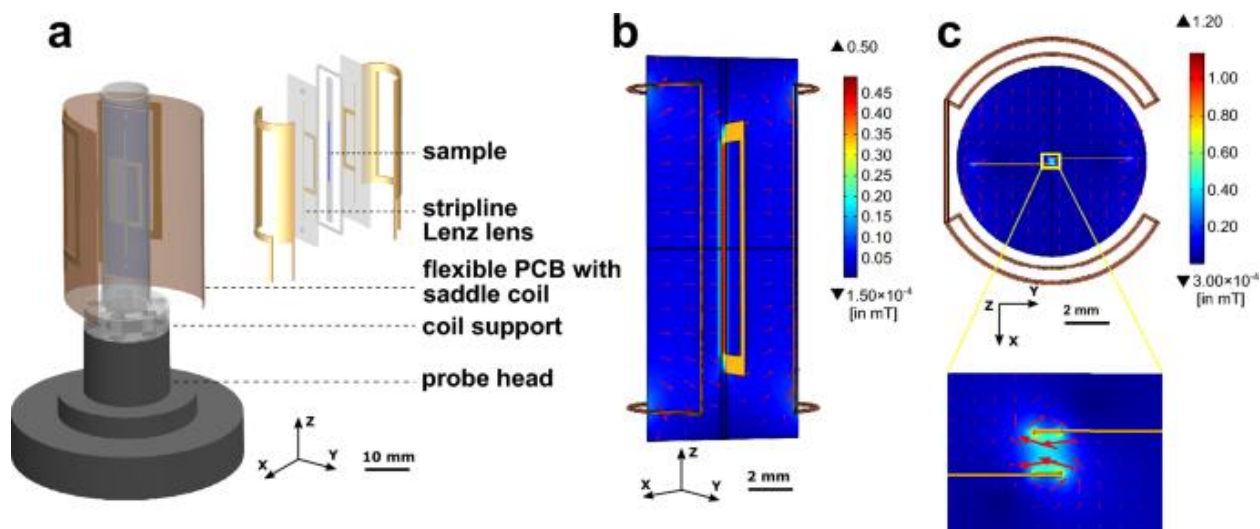 a
sample
stripline
Lenz lens
flexible PCB with
saddle coil
coil support
probe head
Z
X
Y
10 mm
b
▲ 0.50
0.45
0.40
0.35
0.30
0.25
0.20
0.15
0.10
0.05
▼ 1.50×10⁻⁴
[in mT]
Z
X
Y
2 mm
c
▲ 1.20
1.00
0.80
0.60
0.40
0.20
▼ 3.00×10⁻⁴
[in mT]
Y
Z
X
2 mm